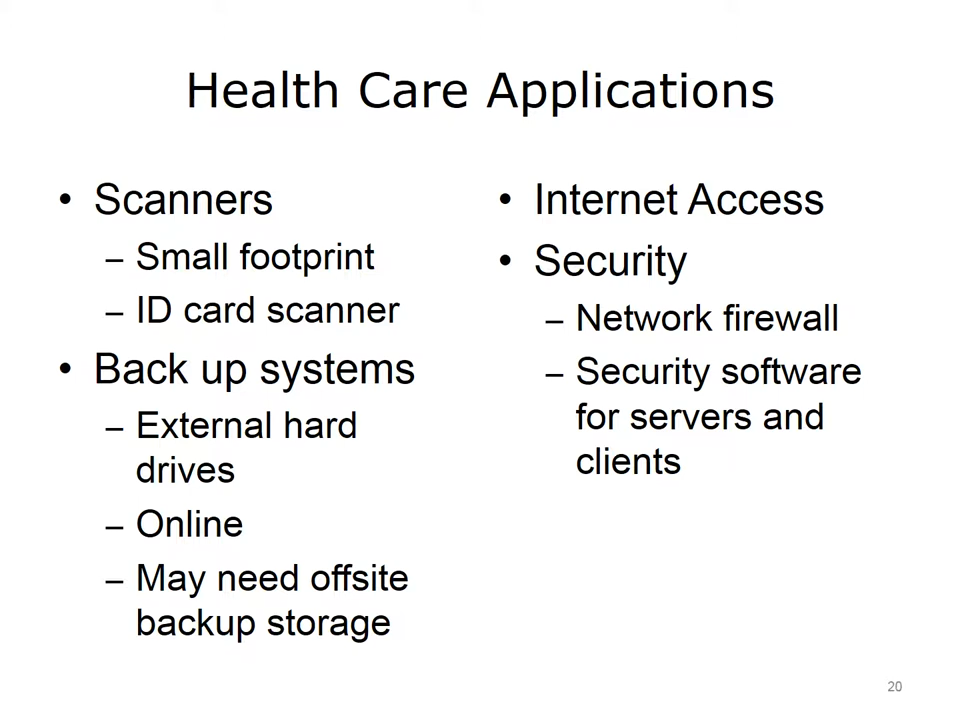 Health Care Applications
• Scanners
– Small footprint
– ID card scanner
• Back up systems
– External hard
drives
– Online
– May need offsite
backup storage
• Internet Access
• Security
– Network firewall
– Security software
for servers and
clients
20